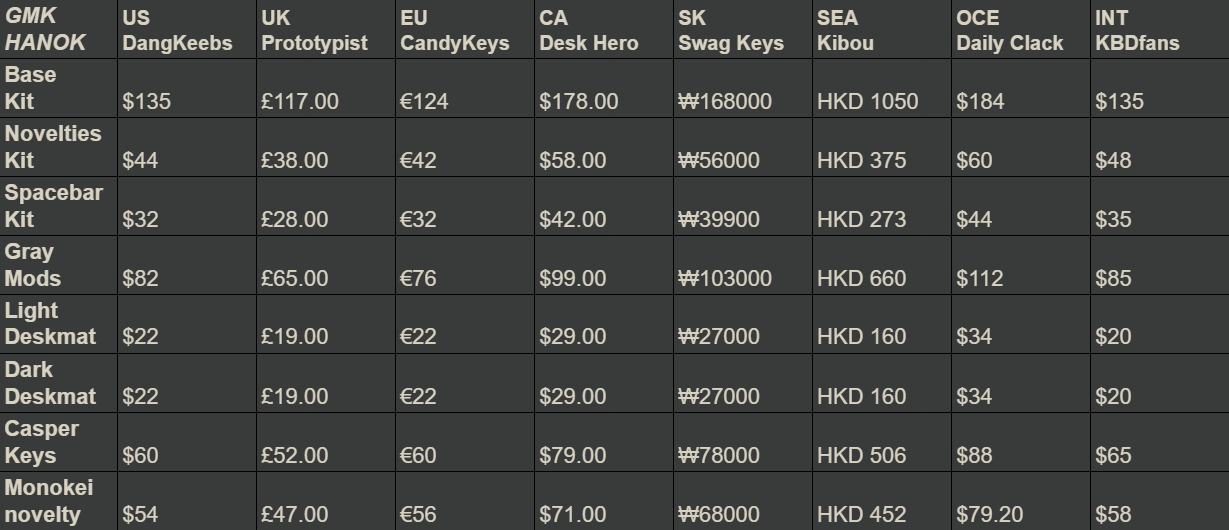 GMK HANOK US DangKeebs UK Prototypist EU CandyKeys CA Desk Hero SK Swag Keys SEA Kibou OCE Daily Clack INT KBDfans
Base Kit $135 £117.00 €124 $178.00 ₩168000 HKD 1050 $184 $135
Novelties Kit $44 £38.00 €42 $58.00 ₩56000 HKD 375 $60 $48
Spacebar Kit $32 £28.00 €32 $42.00 ₩39900 HKD 273 $44 $35
Gray Mods $82 £65.00 €76 $99.00 ₩103000 HKD 660 $112 $85
Light Deskmat $22 £19.00 €22 $29.00 ₩27000 HKD 160 $34 $20
Dark Deskmat $22 £19.00 €22 $29.00 ₩27000 HKD 160 $34 $20
Casper Keys $60 £52.00 €60 $79.00 ₩78000 HKD 506 $88 $65
Monokei novelty $54 £47.00 €56 $71.00 ₩68000 HKD 452 $79.20 $58